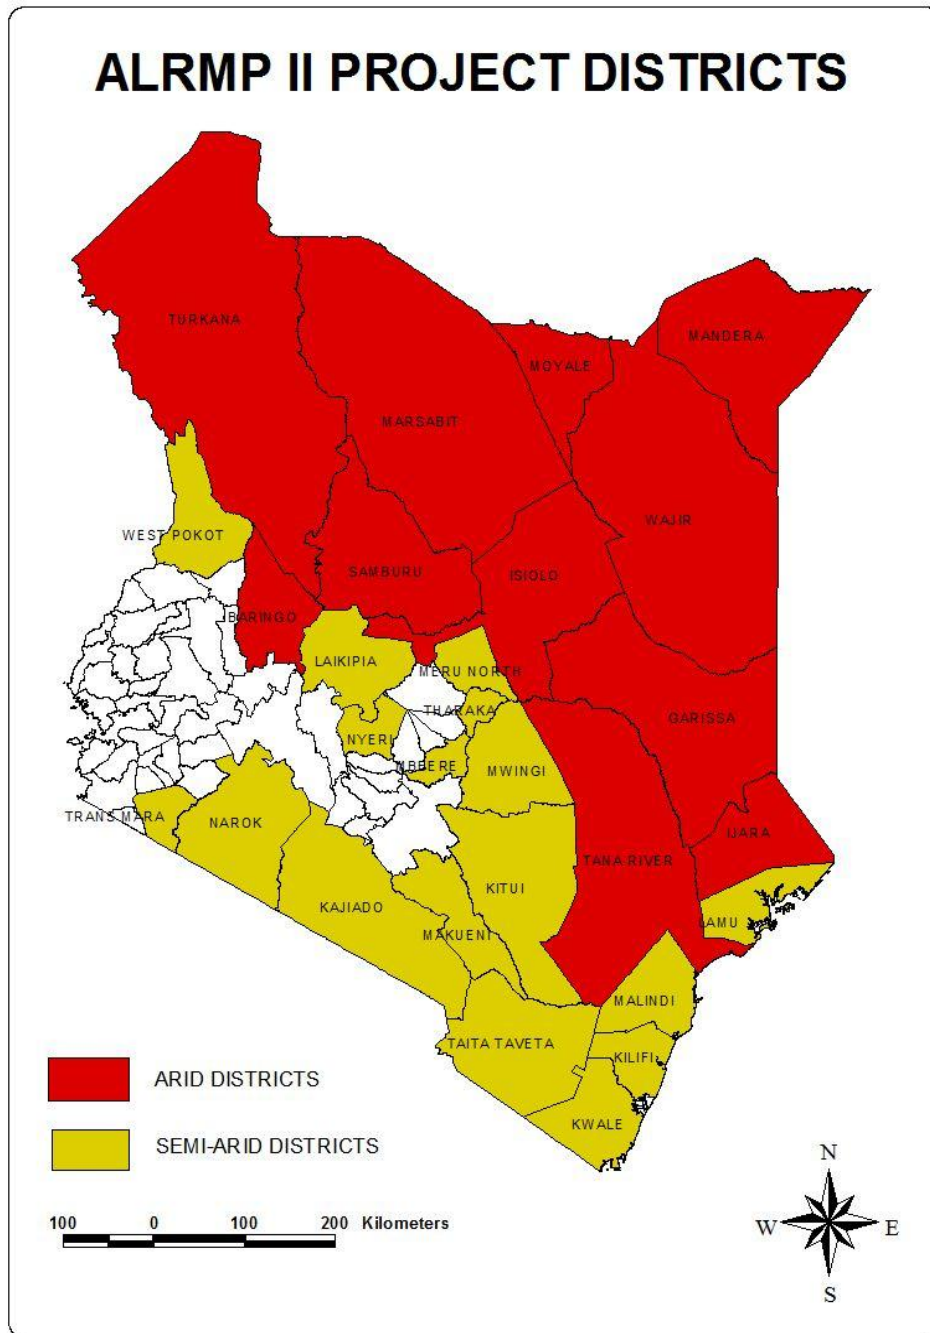 ALRMP II PROJECT DISTRICTS
TURKANA
MANDERA
MOYALE
MARSABIT
WAJIR
WEST POKOT
SAMBURU
ISIOLO
BARINGO
LAIKIPIA
MERU NORTH
THARAKA
GARISSA
NYERI
MBEERE
MWINGI
TRANS MARA
NAROK
IJARA
TANA RIVER
KITUI
KAJIADO
LAMU
MAKUENI
MALINDI
TAITA TAVETA
KILIFI
KWALE
ARID DISTRICTS
SEMI-ARID DISTRICTS
100 0 100 200 Kilometers
N
W E
S